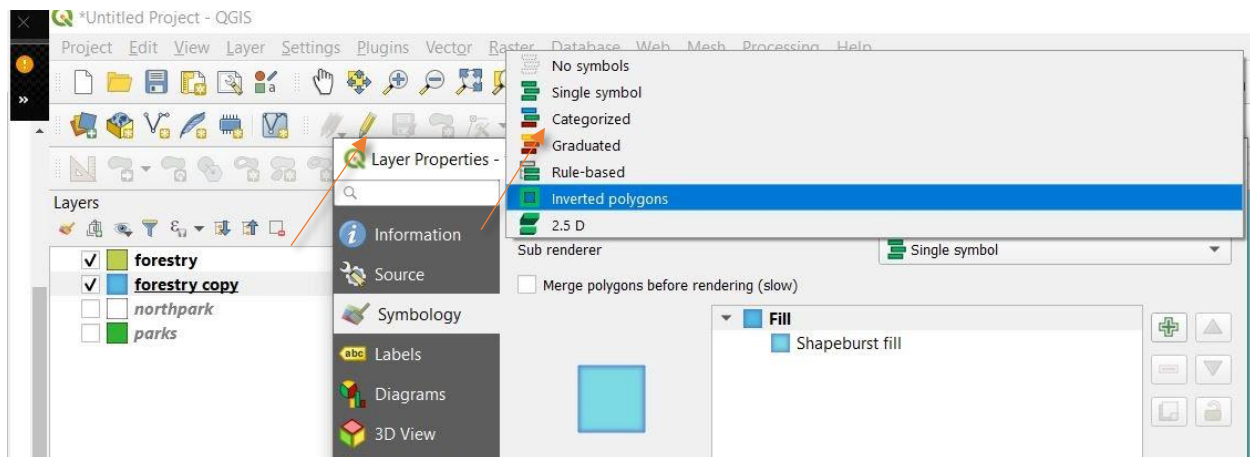 *Untitled Project - QGIS
Project Edit View Layer Settings Plugins Vector Raster Database Web Mesh Processing Help
No symbols
Single symbol
Categorized
Graduated
Rule-based
Inverted polygons
2.5 D
Layer Properties -
Layers
Information
Source
Symbology
abc Labels
Diagrams
3D View
forestry
forestry copy
northpark
parks
Sub renderer
Single symbol
Merge polygons before rendering (slow)
Fill
Shapeburst fill